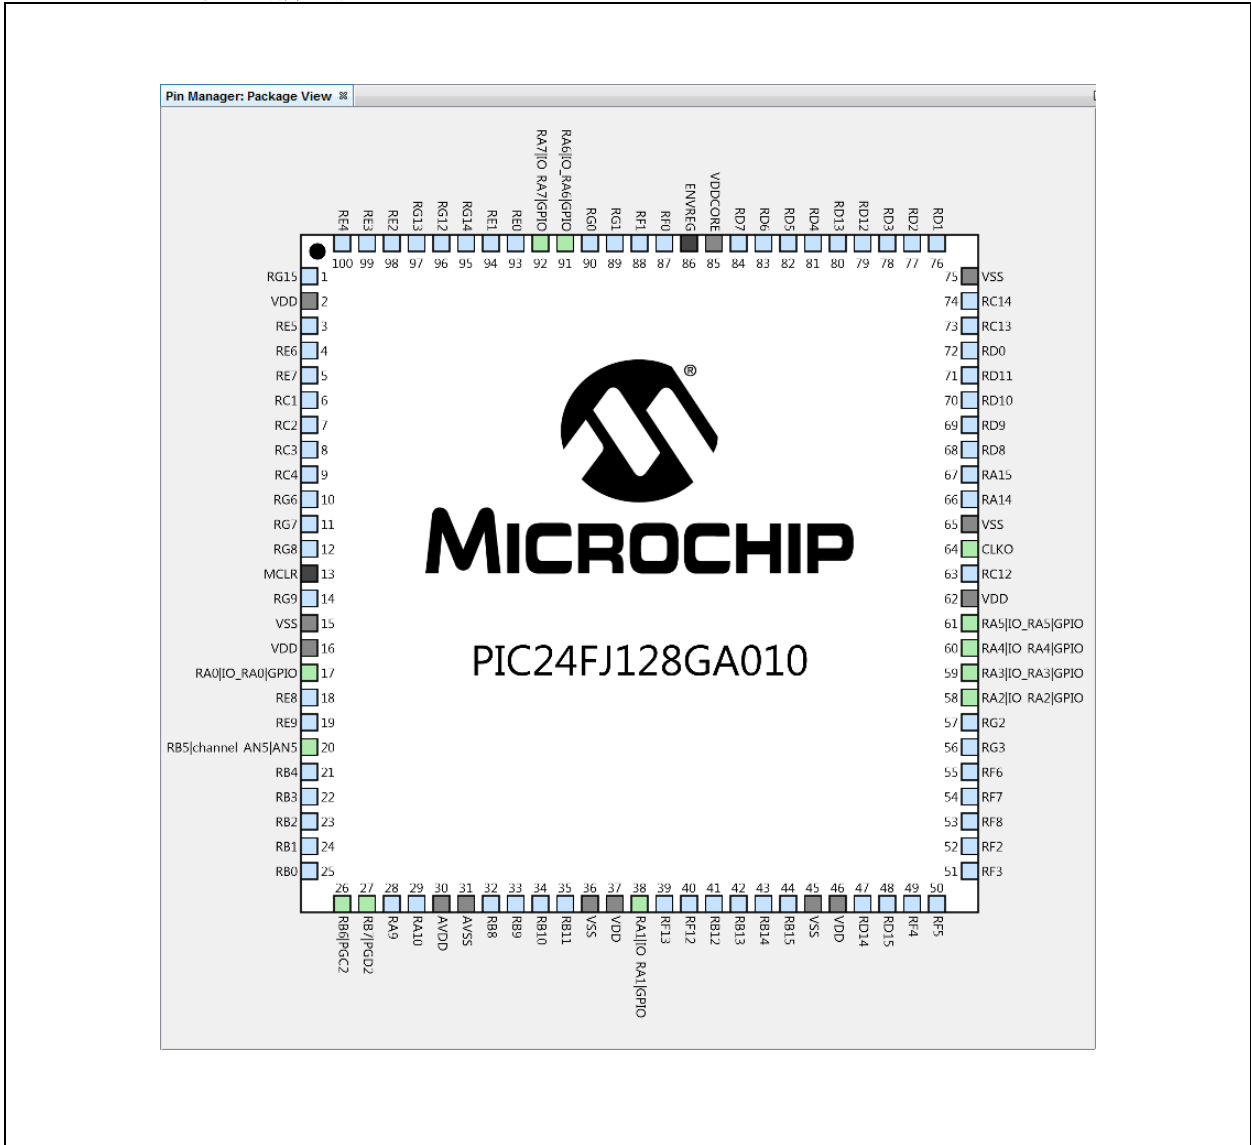 Pin Manager: Package View
RE4 RE3 RE2 RG13 RG12 RG14 RE1 RE0 RA7|IO_RA7|GPIO RA6|IO_RA6|GPIO RG0 RG1 RF1 RF0 ENVREG VDDCORE RD7 RD6 RD5 RD4 RD13 RD12 RD3 RD2 RD1
100 99 98 97 96 95 94 93 92 91 90 89 88 87 86 85 84 83 82 81 80 79 78 77 76
RG15 1 75 VSS
VDD 2 74 RC14
RE5 3 73 RC13
RE6 4 72 RD0
RE7 5 71 RD11
RC1 6 70 RD10
RC2 7 69 RD9
RC3 8 68 RD8
RC4 9 67 RA15
RG6 10 66 RA14
RG7 11 65 VSS
RG8 12 64 CLKO
MCLR 13 63 RC12
RG9 14 62 VDD
VSS 15 61 RA5|IO_RA5|GPIO
VDD 16 60 RA4|IO_RA4|GPIO
RA0|IO_RA0|GPIO 17 59 RA3|IO_RA3|GPIO
RE8 18 58 RA2|IO_RA2|GPIO
RE9 19 57 RG2
RB5|channel_AN5|AN5 20 56 RG3
RB4 21 55 RF6
RB3 22 54 RF7
RB2 23 53 RF8
RB1 24 52 RF2
RB0 25 51 RF3
®
MICROCHIP
PIC24FJ128GA010
26 27 28 29 30 31 32 33 34 35 36 37 38 39 40 41 42 43 44 45 46 47 48 49 50
RB6|PGC2 RB7|PGD2 RA9 RA10 AVDD AVSS RB8 RB9 RB10 RB11 VSS VDD RA1|IO_RA1|GPIO RF13 RF12 RB12 RB13 RB14 RB15 VSS VDD RD14 RD15 RF4 RF5